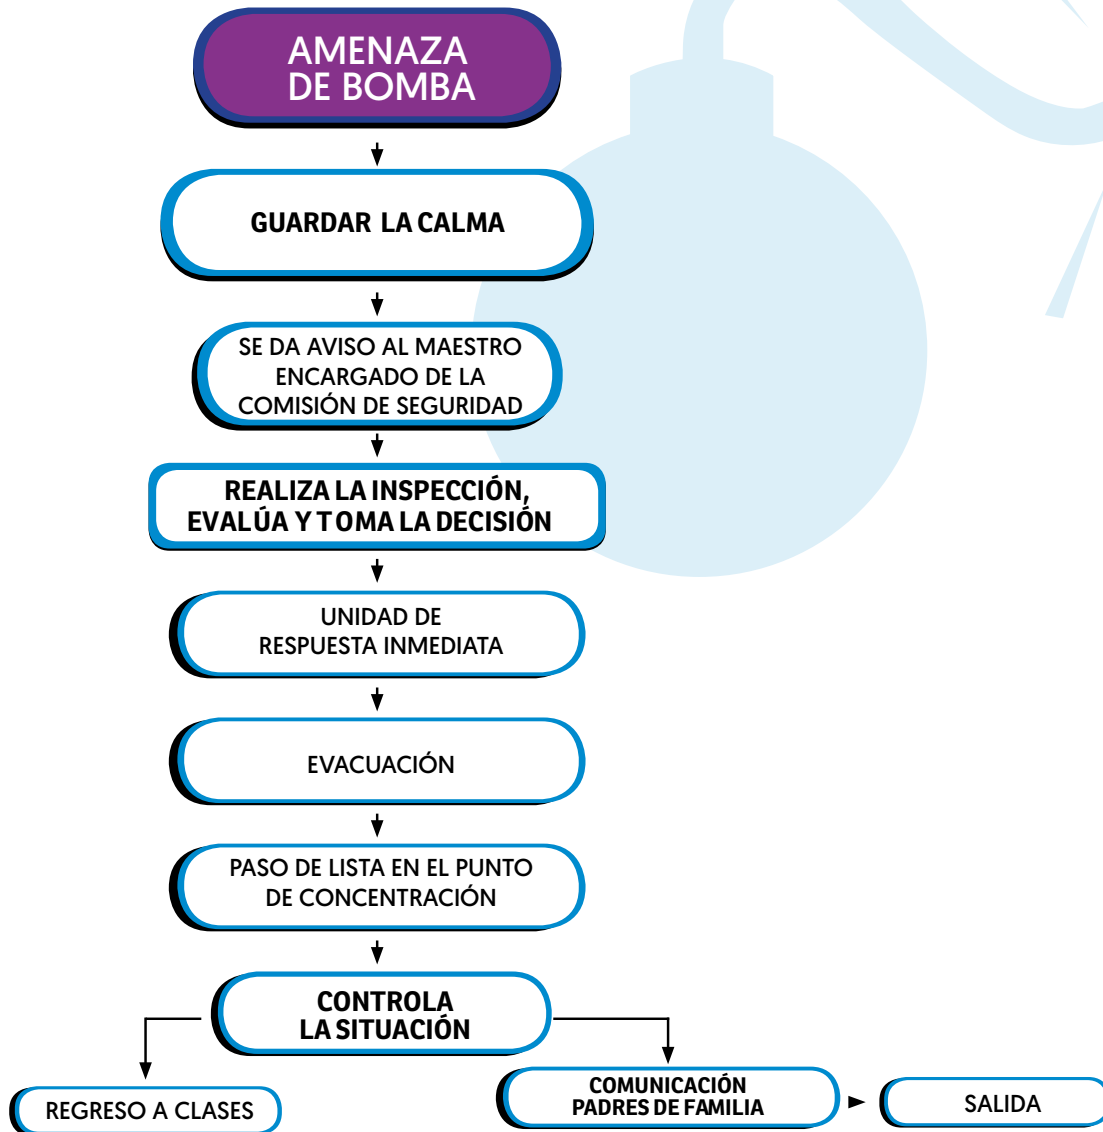 AMENAZA
DE BOMBA
GUARDAR LA CALMA
SE DA AVISO AL MAESTRO
ENCARGADO DE LA
COMISIÓN DE SEGURIDAD
REALIZA LA INSPECCIÓN,
EVALÚA Y TOMA LA DECISIÓN
UNIDAD DE
RESPUESTA INMEDIATA
EVACUACIÓN
PASO DE LISTA EN EL PUNTO
DE CONCENTRACIÓN
CONTROLA
LA SITUACIÓN
REGRESO A CLASES
COMUNICACIÓN
PADRES DE FAMILIA
SALIDA